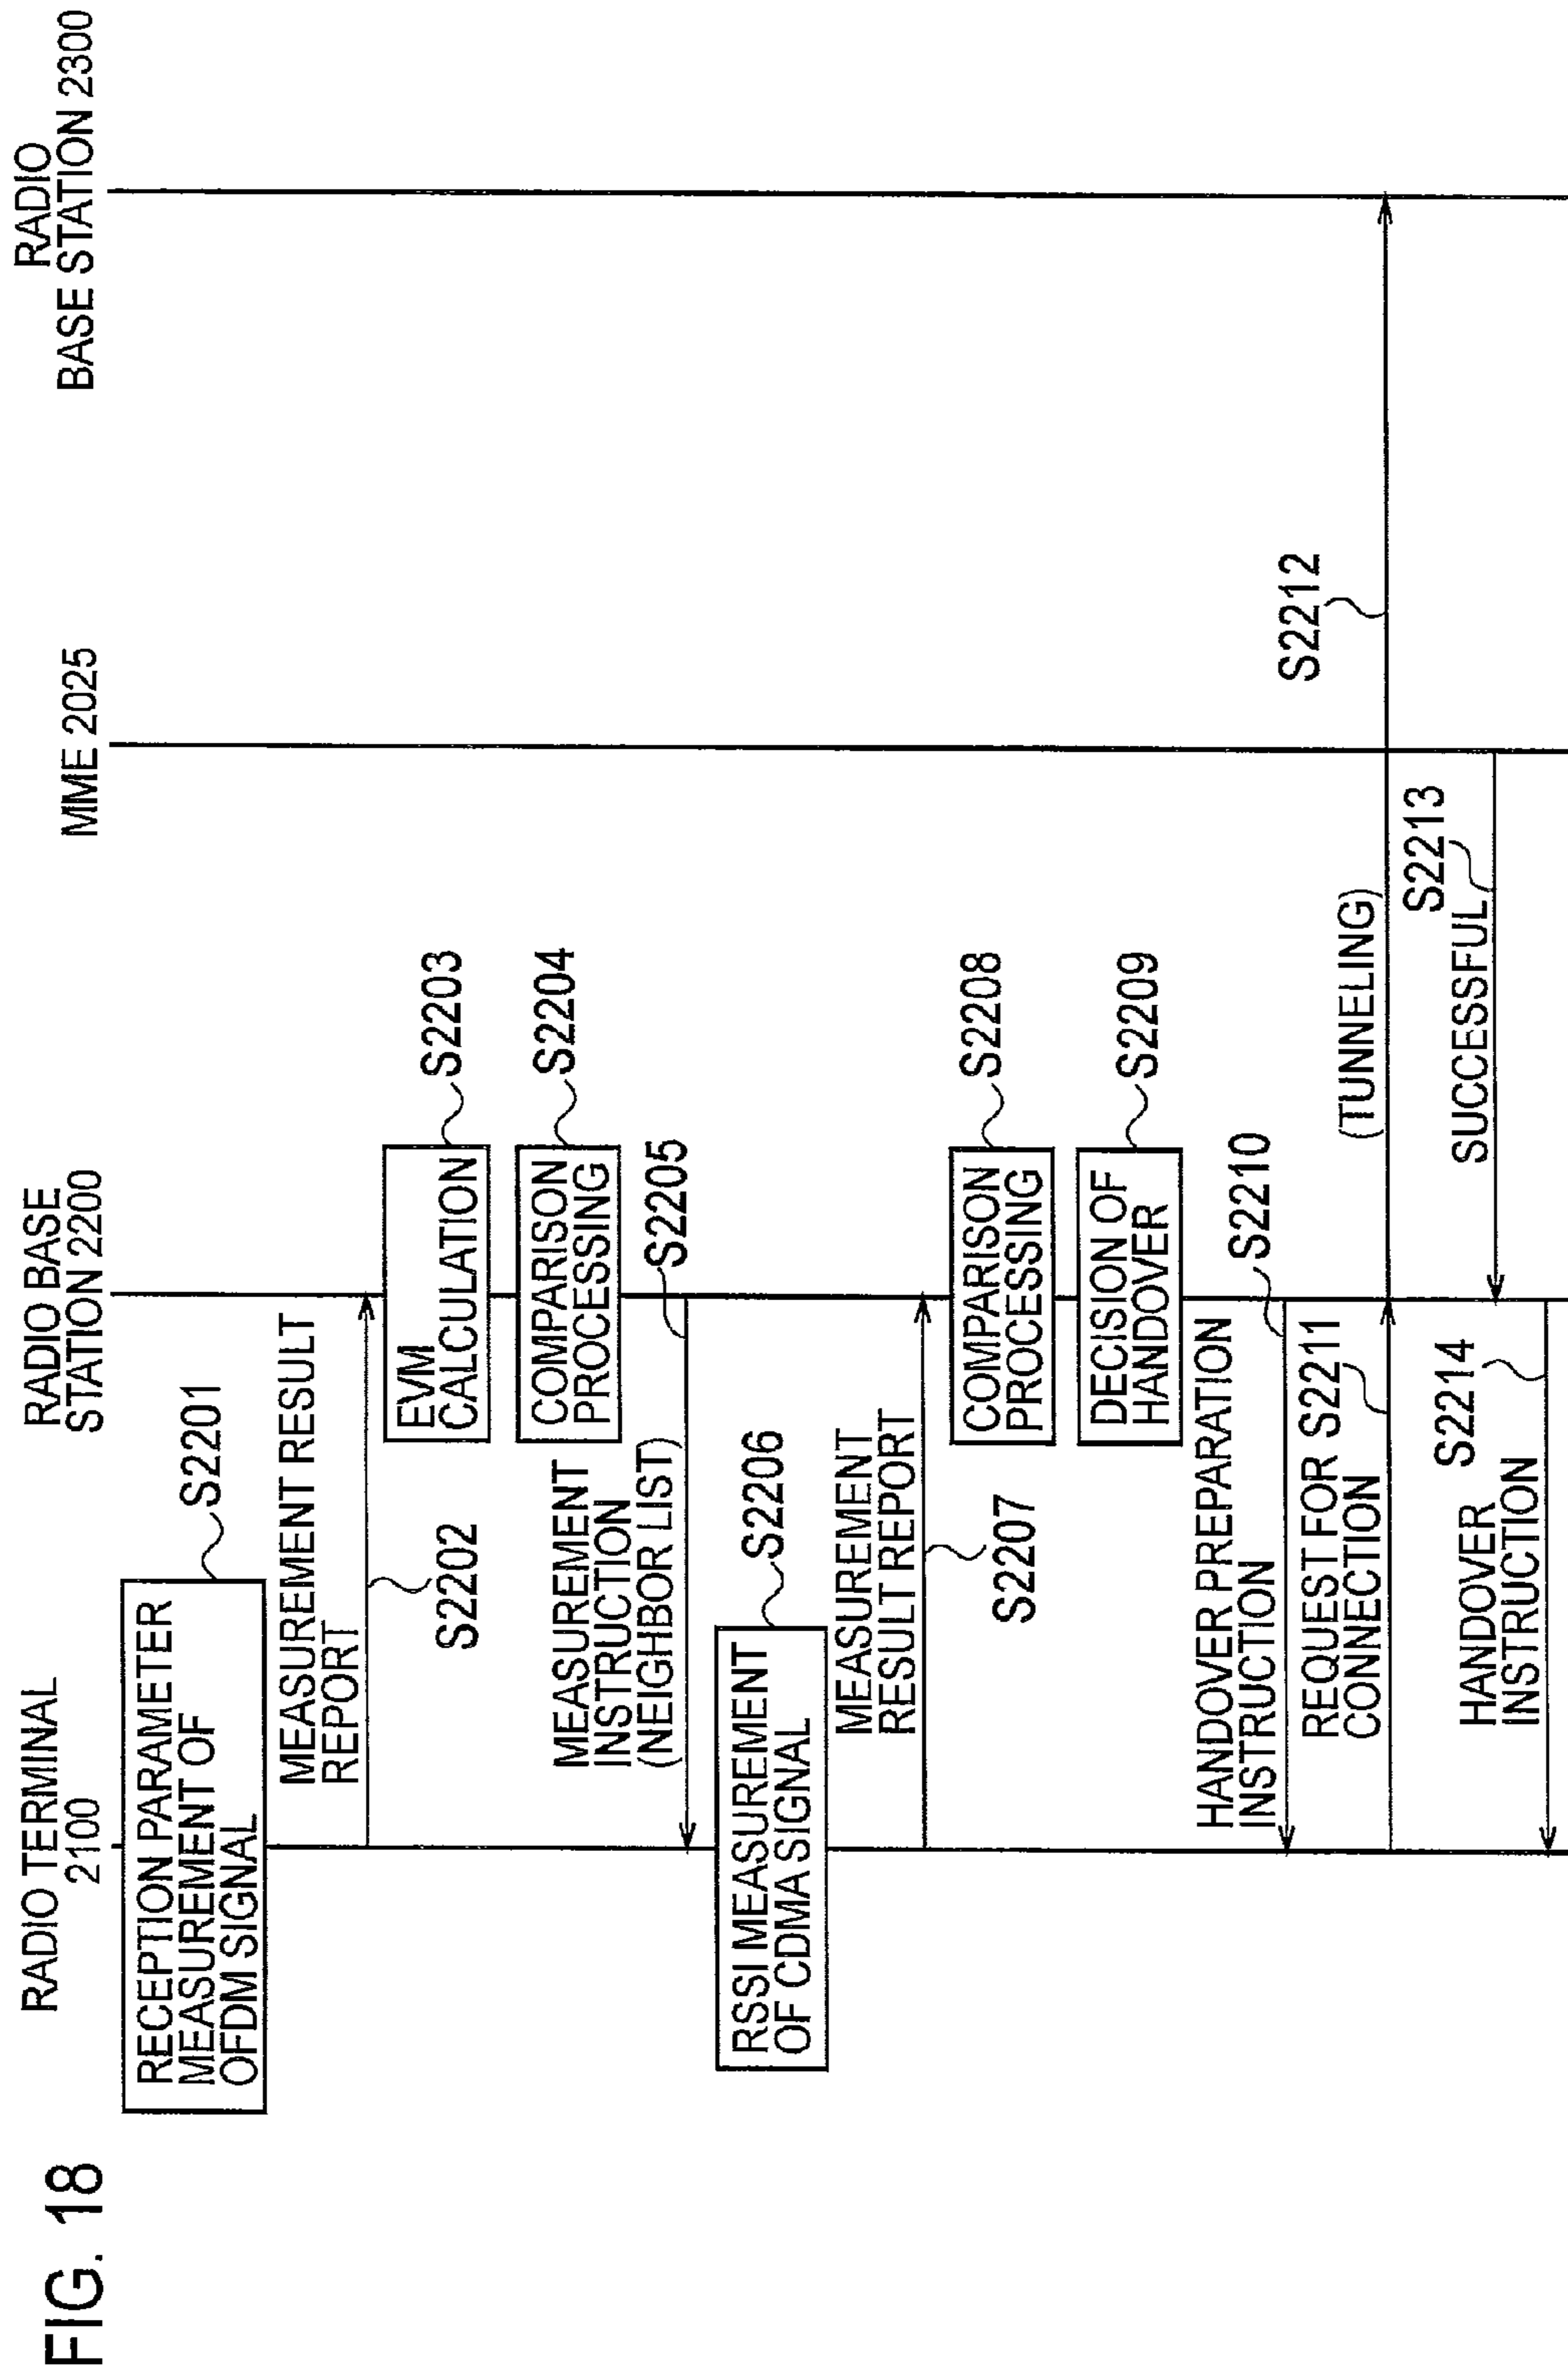 FIG. 18
RADIO TERMINAL
2100
RADIO BASE
STATION 2200
MME 2025
RADIO
BASE STATION 2300
RECEPTION PARAMETER
MEASUREMENT OF
OFDM SIGNAL
S2201
MEASUREMENT RESULT
REPORT
S2202
EVM
CALCULATION
S2203
COMPARISON
PROCESSING
S2204
MEASUREMENT
INSTRUCTION
(NEIGHBOR LIST)
S2205
RSSI MEASUREMENT
OF CDMA SIGNAL
S2206
MEASUREMENT
RESULT REPORT
S2207
COMPARISON
PROCESSING
S2208
DECISION OF
HANDOVER
S2209
HANDOVER PREPARATION
INSTRUCTION
S2210
REQUEST FOR
CONNECTION
S2211
(TUNNELING)
S2212
SUCCESSFUL
S2213
HANDOVER
INSTRUCTION
S2214